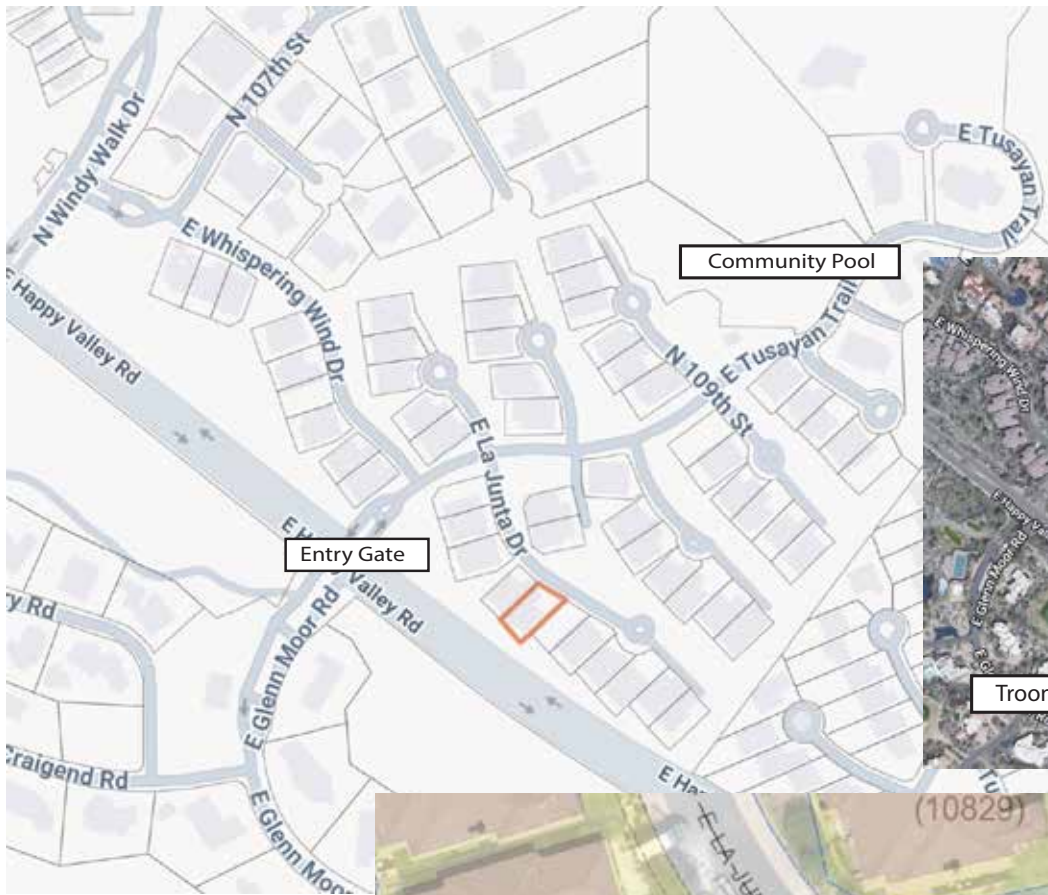 N Windy Walk Dr
N 107th St
E Whispering Wind Dr
E Tusayan Trail
Community Pool
E Happy Valley Rd
E Tusayan Trail
N 109th St
E La Junta Dr
Entry Gate
Valley Rd
E Glenn Moor Rd
Craigend Rd
E Glenn Moor
E Whispering Wind Dr
E Happy Va
E Glenn Moor Rd
Troon
(10829)
E LA JU